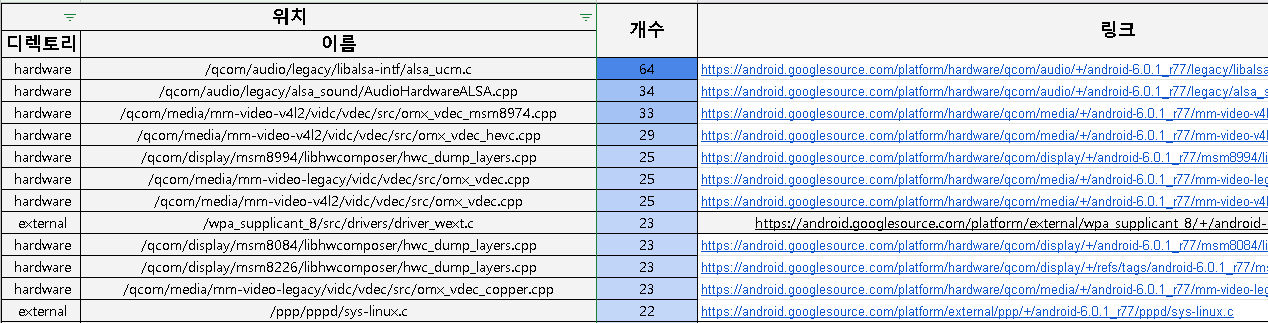 위치 개수 링크
디렉토리 이름
hardware /qcom/audio/legacy/libalsa-intf/alsa_ucm.c 64 https://android.googlesource.com/platform/hardware/qcom/audio/+/android-6.0.1_r77/legacy/libalsa
hardware /qcom/audio/legacy/alsa_sound/AudioHardwareALSA.cpp 34 https://android.googlesource.com/platform/hardware/qcom/audio/+/android-6.0.1_r77/legacy/alsa_s
hardware /qcom/media/mm-video-v4l2/vidc/vdec/src/omx_vdec_msm8974.cpp 33 https://android.googlesource.com/platform/hardware/qcom/media/+/android-6.0.1_r77/mm-video-v4l
hardware /qcom/media/mm-video-v4l2/vidc/vdec/src/omx_vdec_hevc.cpp 29 https://android.googlesource.com/platform/hardware/qcom/media/+/android-6.0.1_r77/mm-video-v4l
hardware /qcom/display/msm8994/libhwcomposer/hwc_dump_layers.cpp 25 https://android.googlesource.com/platform/hardware/qcom/display/+/android-6.0.1_r77/msm8994/li
hardware /qcom/media/mm-video-legacy/vidc/vdec/src/omx_vdec.cpp 25 https://android.googlesource.com/platform/hardware/qcom/media/+/android-6.0.1_r77/mm-video-leg
hardware /qcom/media/mm-video-v4l2/vidc/vdec/src/omx_vdec.cpp 25 https://android.googlesource.com/platform/hardware/qcom/media/+/android-6.0.1_r77/mm-video-v4l
external /wpa_supplicant_8/src/drivers/driver_wext.c 23 https://android.googlesource.com/platform/external/wpa_supplicant_8/+/android-
hardware /qcom/display/msm8084/libhwcomposer/hwc_dump_layers.cpp 23 https://android.googlesource.com/platform/hardware/qcom/display/+/android-6.0.1_r77/msm8084/li
hardware /qcom/display/msm8226/libhwcomposer/hwc_dump_layers.cpp 23 https://android.googlesource.com/platform/hardware/qcom/display/+/refs/tags/android-6.0.1_r77/ms
hardware /qcom/media/mm-video-legacy/vidc/vdec/src/omx_vdec_copper.cpp 23 https://android.googlesource.com/platform/hardware/qcom/media/+/android-6.0.1_r77/mm-video-leg
external /ppp/pppd/sys-linux.c 22 https://android.googlesource.com/platform/external/ppp/+/android-6.0.1_r77/pppd/sys-linux.c